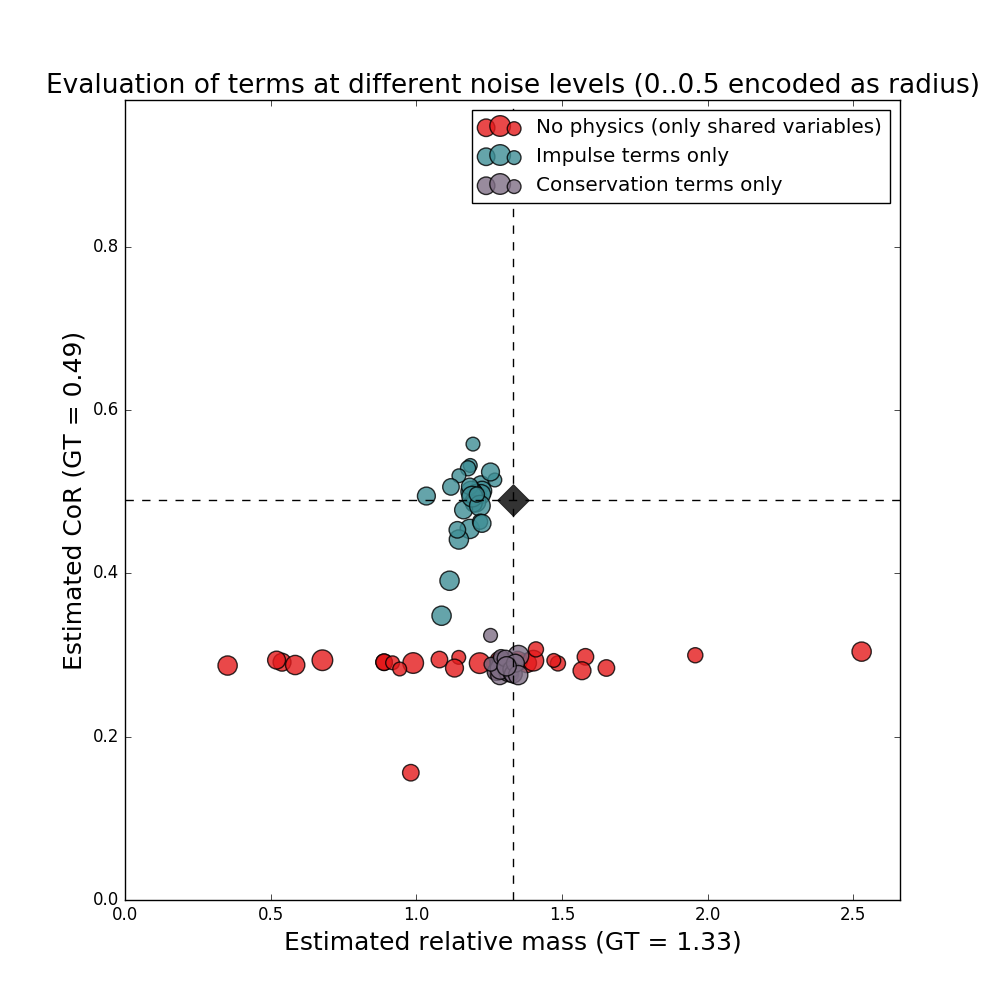 Evaluation of terms at different noise levels (0..0.5 encoded as radius)
No physics (only shared variables)
Impulse terms only
Conservation terms only
0.8
0.6
0.4
0.2
0.0
Estimated CoR (GT = 0.49)
0.0 0.5 1.0 1.5 2.0 2.5
Estimated relative mass (GT = 1.33)